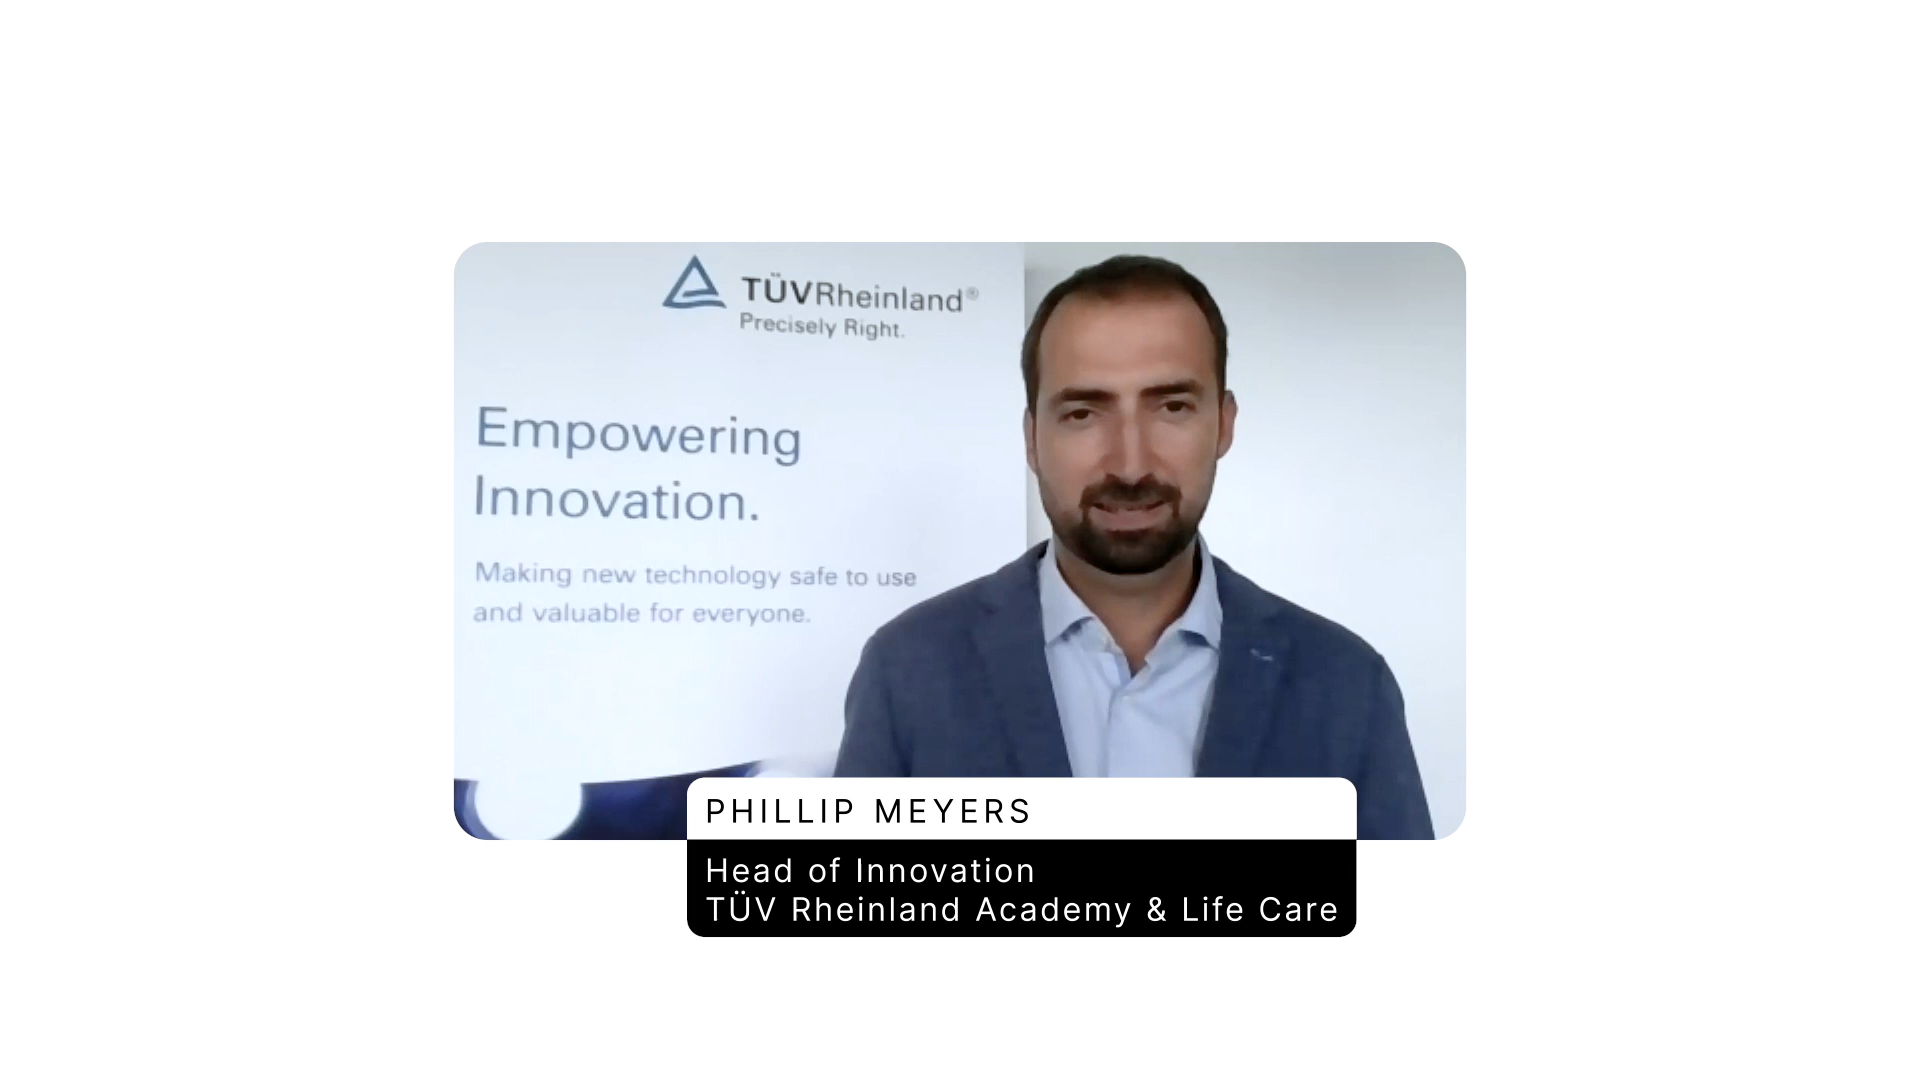 TÜVRheinland®
Precisely Right.
Empowering
Innovation.
Making new technology safe to use
and valuable for everyone.
PHILLIP MEYERS
Head of Innovation
TÜV Rheinland Academy & Life Care